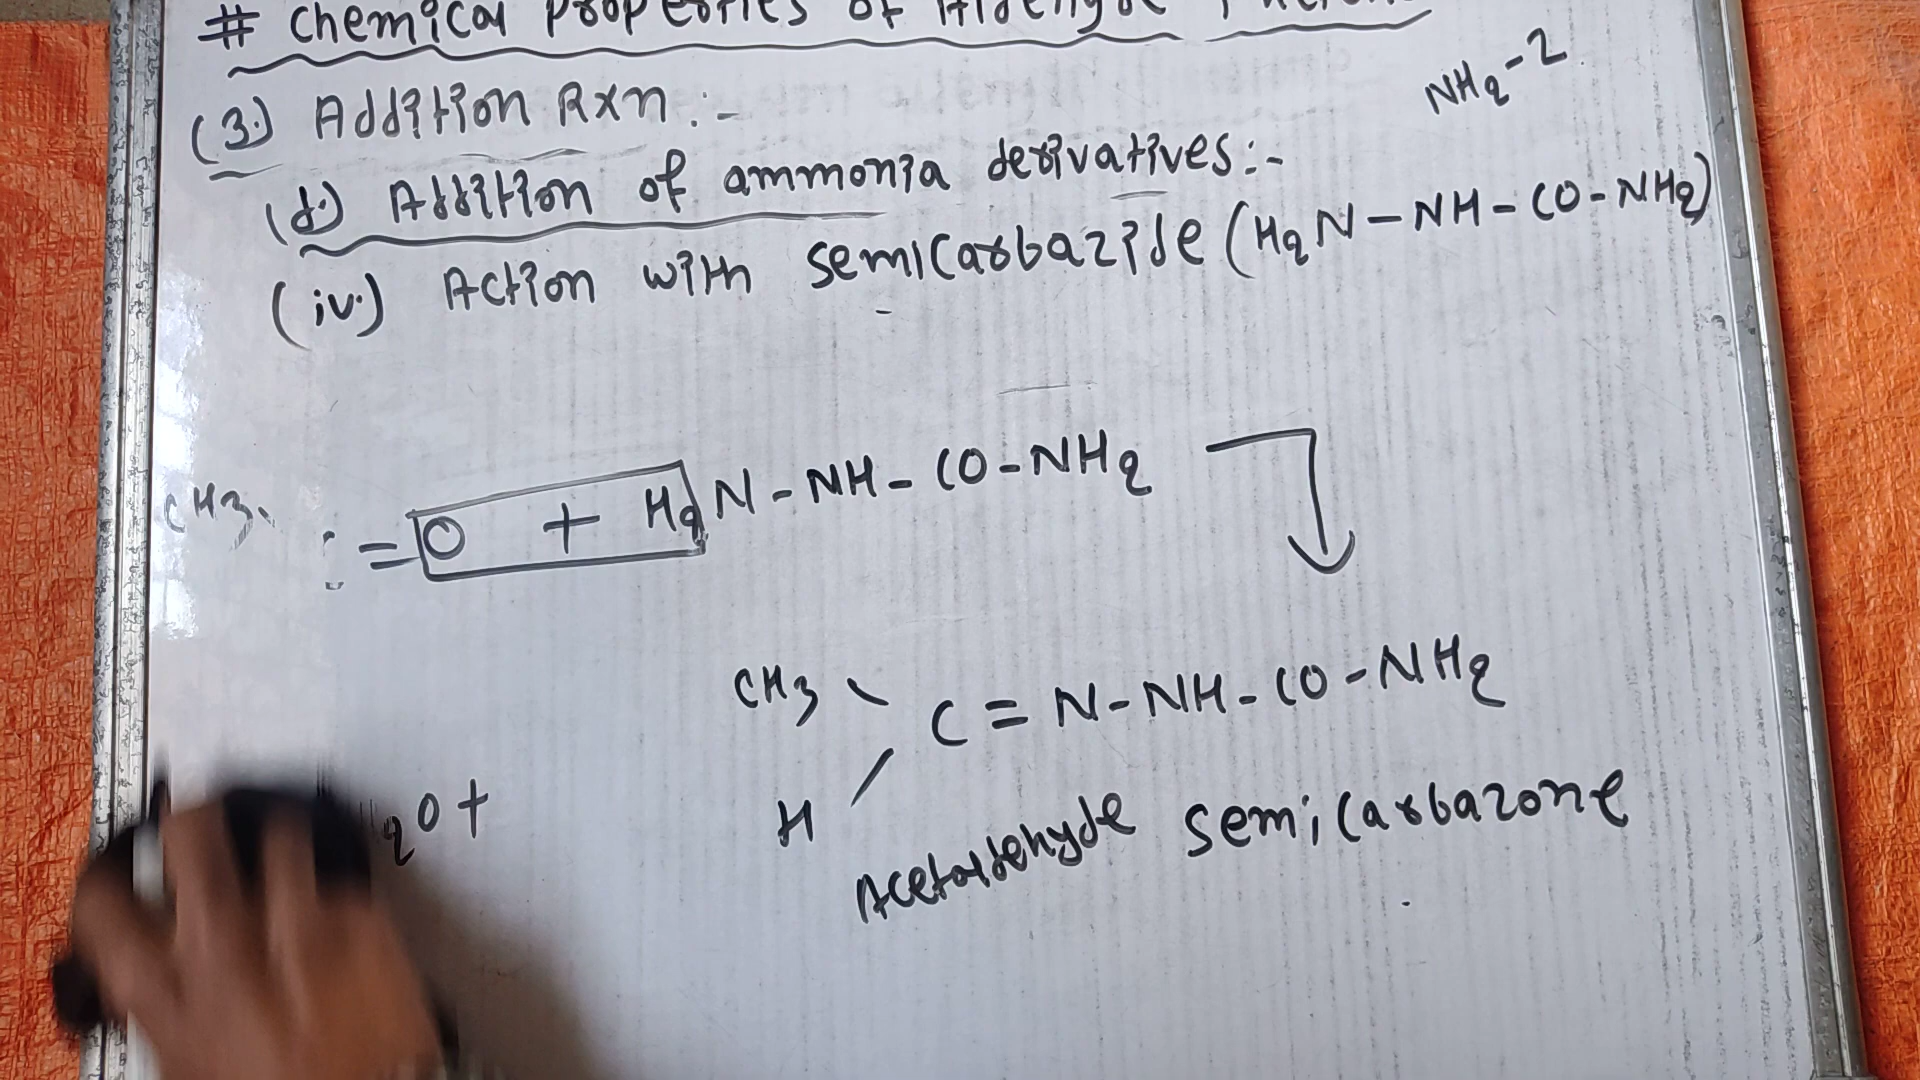 # Chemical Properties of Aldehyde
(3.) Addition Rxn :-
NH2-Z
(d.) Addition of ammonia derivatives:-
(iv.) Action with semicarbazide (H2N-NH-CO-NH2)
CH3
=O + H2N-NH-CO-NH2
CH3
C=N-NH-CO-NH2
H
2O+
Acetaldehyde semicarbazone